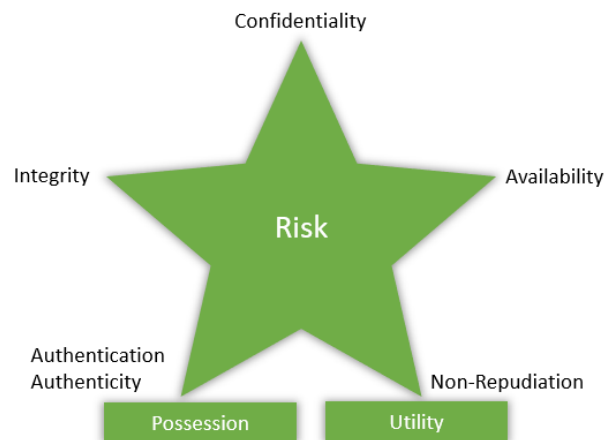 Confidentiality
Integrity
Availability
Risk
Authentication
Authenticity
Non-Repudiation
Possession
Utility